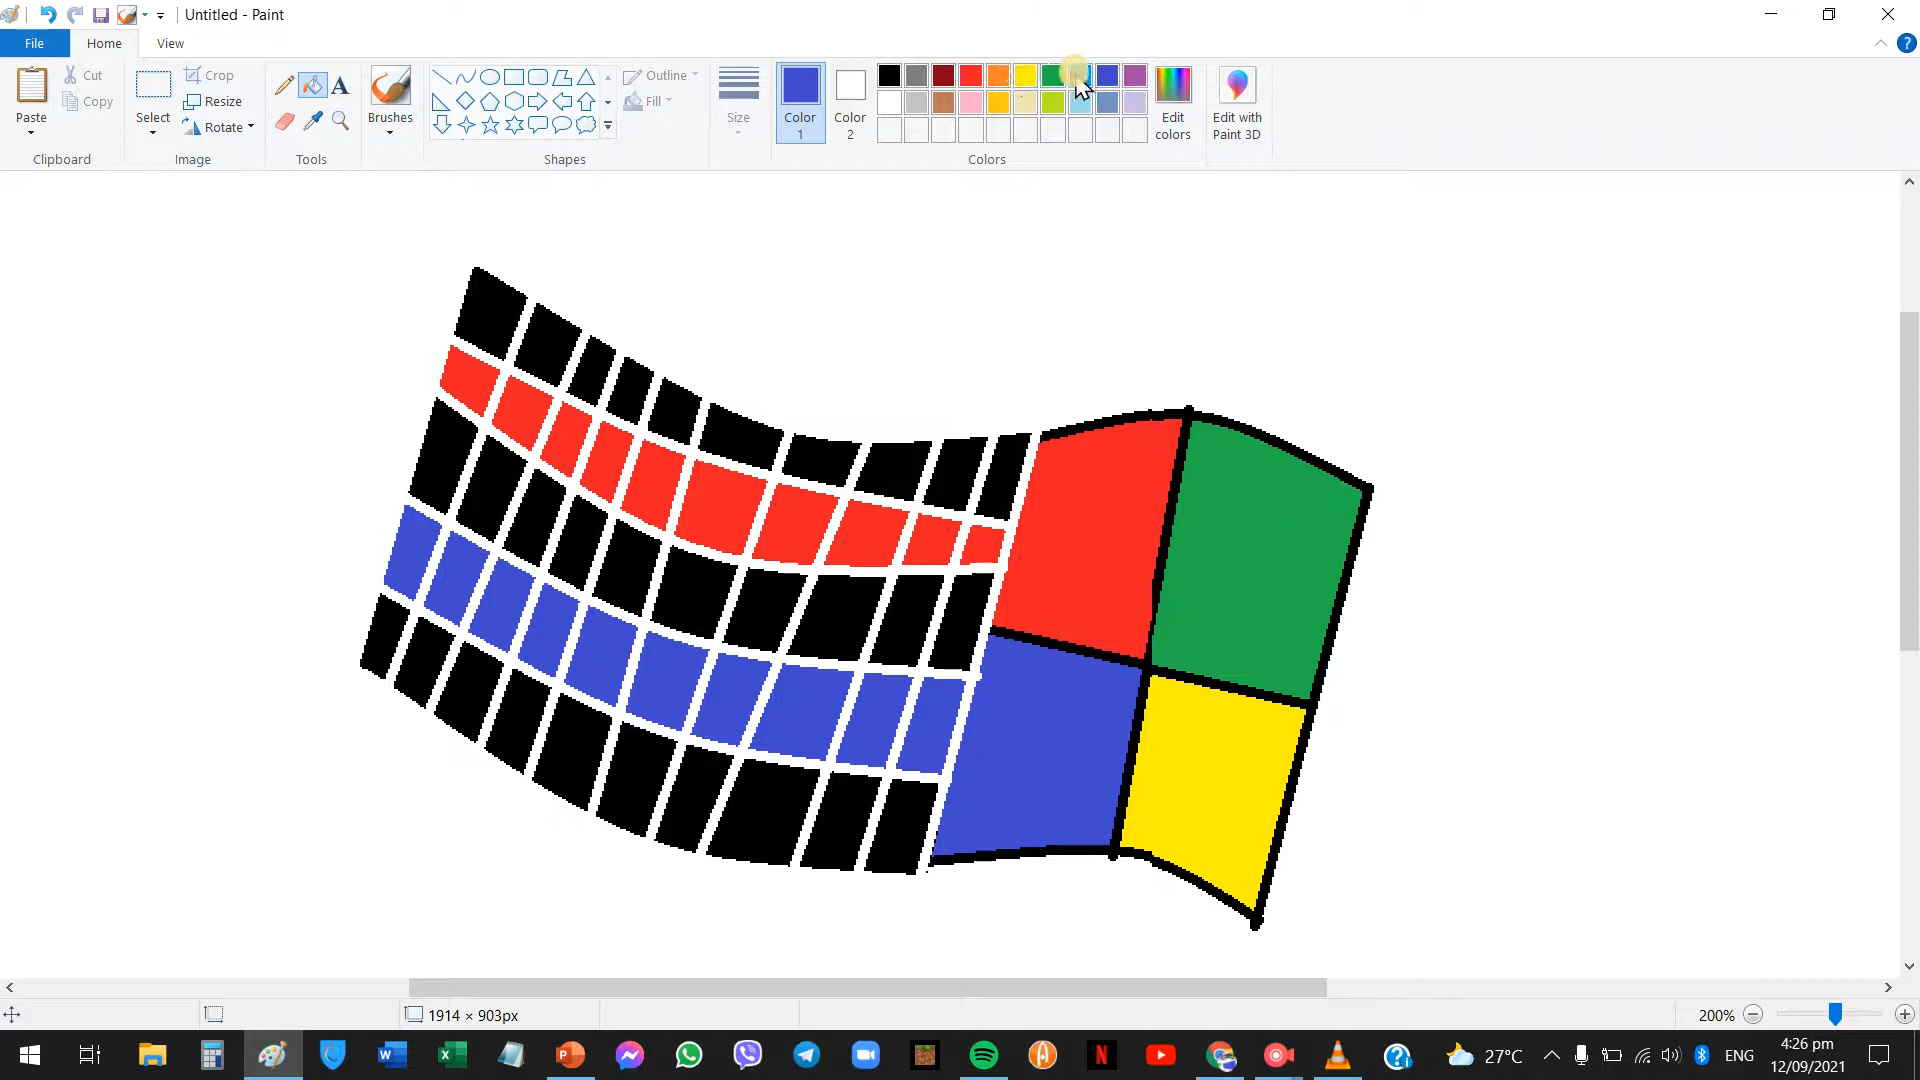 Untitled - Paint
File Home View
Paste
Cut
Copy
Clipboard
Select
Crop
Resize
Rotate
Image
Tools
Brushes
Shapes
Outline
Fill
Size
Color 1
Color 2
Colors
Edit colors
Edit with Paint 3D
1914 × 903px
200%
27°C
ENG
4:26 pm
12/09/2021